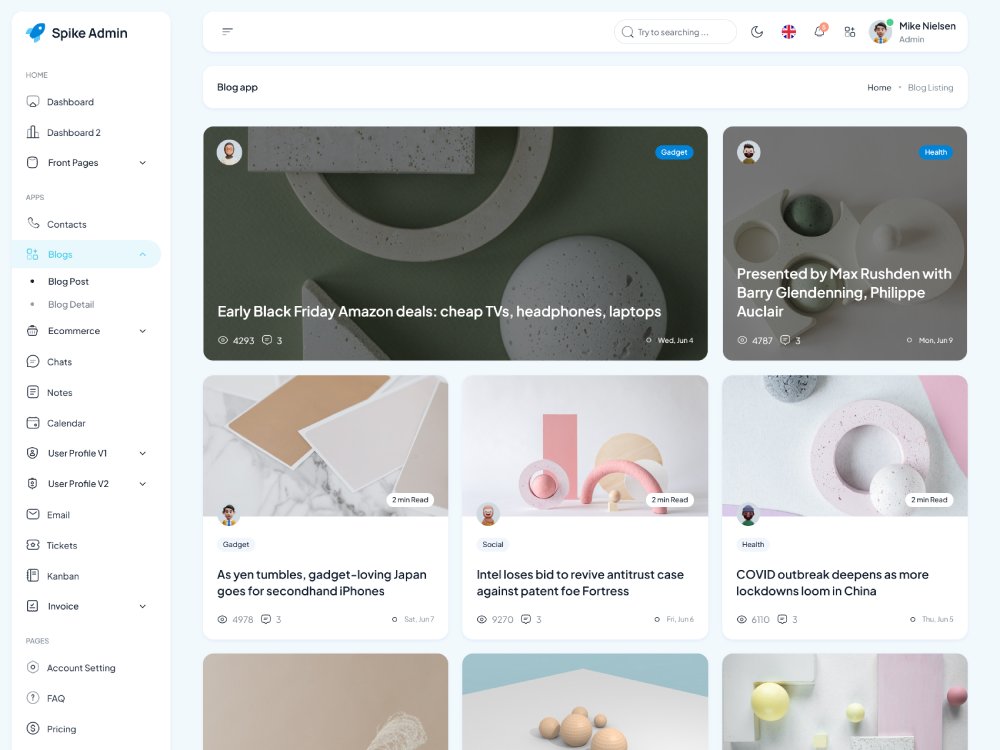 Spike Admin
Try to searching ...
Mike Nielsen
Admin
HOME
Dashboard
Dashboard 2
Front Pages
APPS
Contacts
Blogs
Blog Post
Blog Detail
Ecommerce
Chats
Notes
Calendar
User Profile V1
User Profile V2
Email
Tickets
Kanban
Invoice
PAGES
Account Setting
FAQ
Pricing
Blog app
Home
Blog Listing
Gadget
Early Black Friday Amazon deals: cheap TVs, headphones, laptops
4293
3
Wed, Jun 4
Health
Presented by Max Rushden with
Barry Glendenning, Philippe
Auclair
4787
3
Mon, Jun 9
2 min Read
Gadget
As yen tumbles, gadget-loving Japan
goes for secondhand iPhones
4978
3
Sat, Jun 7
2 min Read
Social
Intel loses bid to revive antitrust case
against patent foe Fortress
9270
3
Fri, Jun 6
2 min Read
Health
COVID outbreak deepens as more
lockdowns loom in China
6110
3
Thu, Jun 5